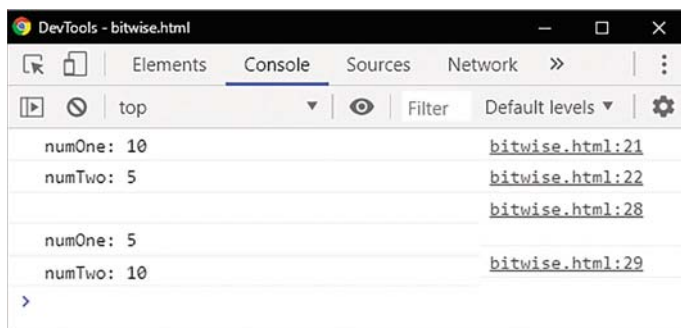 DevTools - bitwise.html
Elements Console Sources Network »
top Filter Default levels
numOne: 10 bitwise.html:21
numTwo: 5 bitwise.html:22
bitwise.html:28
numOne: 5
numTwo: 10 bitwise.html:29
>